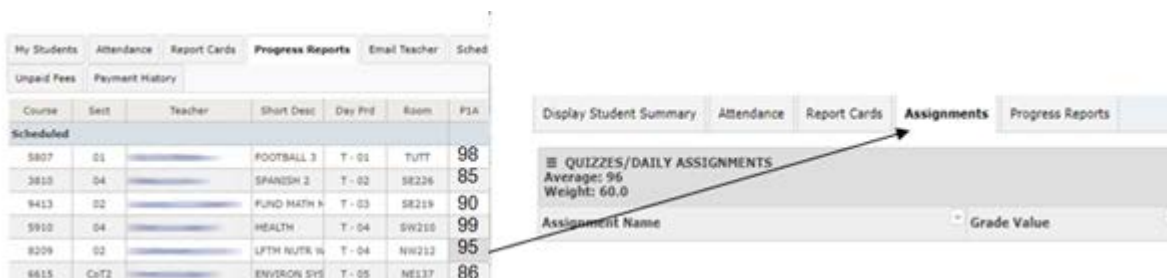 My Students Attendance Report Cards Progress Reports Email Teacher Sched
Unpaid Fees Payment History
Course Sect Teacher Short Desc Day Prd Room P1A
Scheduled
5807 01 FOOTBALL 3 T - 01 TUTT 98
3810 04 SPANISH 2 T - 02 SE226 85
9413 02 FUND MATH M T - 03 SE219 90
5910 04 HEALTH T - 04 SW210 99
8209 02 LFTM NUTR W T - 04 NW212 95
6615 CoT2 ENVIRON SYS T - 05 NE137 86
Display Student Summary Attendance Report Cards Assignments Progress Reports
QUIZZES/DAILY ASSIGNMENTS
Average: 96
Weight: 60.0
Assignment Name Grade Value